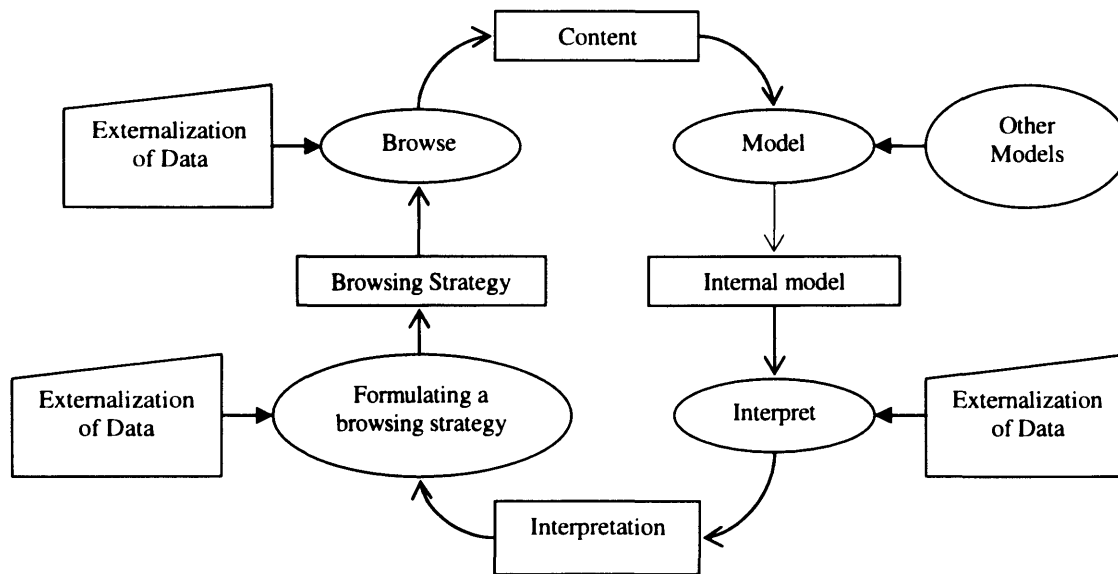 Content
Externalization
of Data
Browse
Model
Other
Models
Browsing Strategy
Internal model
Externalization
of Data
Formulating a
browsing strategy
Interpret
Externalization
of Data
Interpretation